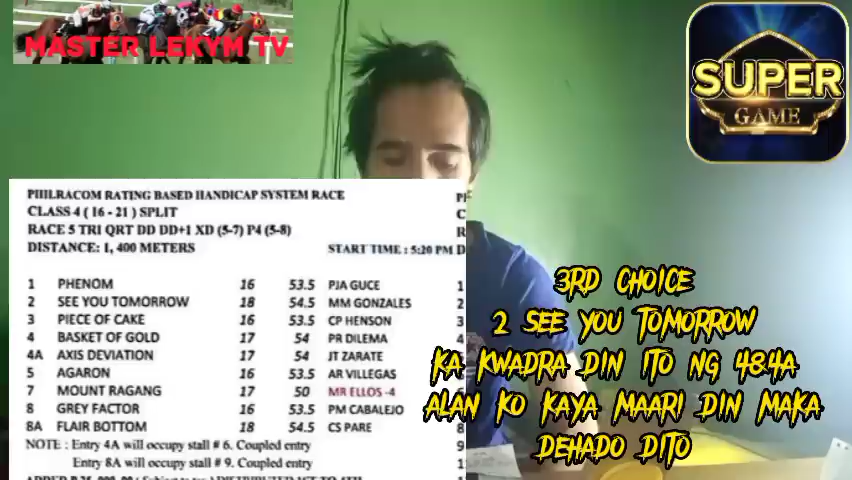 MASTER LEKYM TV
SUPER
GAME
PHILRACOM RATING BASED HANDICAP SYSTEM RACE
CLASS 4 ( 16 - 21 ) SPLIT
RACE 5 TRI QRT DD DD+1 XD (5-7) P4 (5-8)
DISTANCE: 1, 400 METERS START TIME : 5:20 PM
1 PHENOM 16 53.5 PJA GUCE
2 SEE YOU TOMORROW 18 54.5 MM GONZALES
3 PIECE OF CAKE 16 53.5 CP HENSON
4 BASKET OF GOLD 17 54 PR DILEMA
4A AXIS DEVIATION 17 54 JT ZARATE
5 AGARON 16 53.5 AR VILLEGAS
7 MOUNT RAGANG 17 50 MR ELLOS -4
8 GREY FACTOR 16 53.5 PM CABALEJO
8A FLAIR BOTTOM 18 54.5 CS PARE
NOTE : Entry 4A will occupy stall # 6. Coupled entry
Entry 8A will occupy stall # 9. Coupled entry
3RD CHOICE
2 SEE YOU TOMORROW
KA KWADRA DIN ITO NG 4&4A
ALAN KO KAYA MAARI DIN MAKA
DEHADO DITO